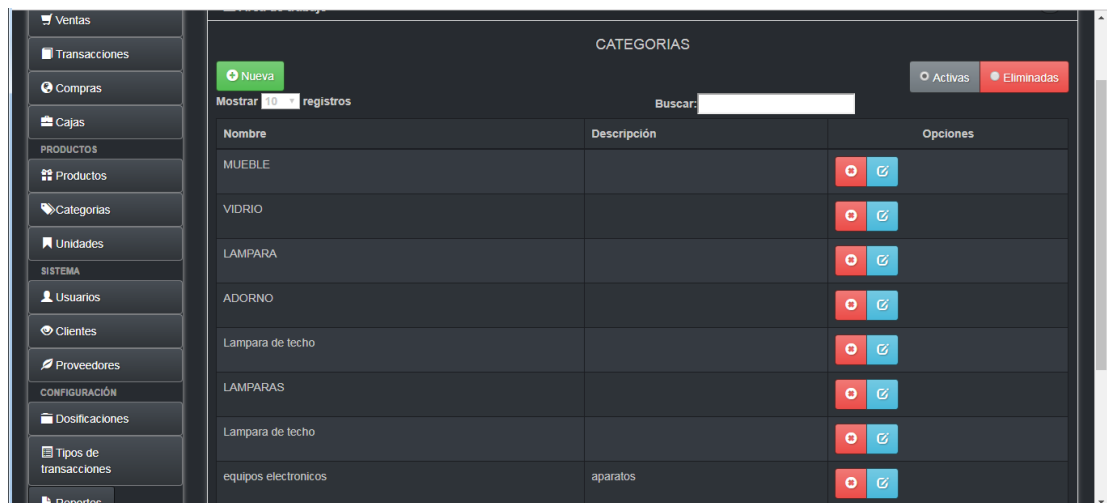 Ventas
Transacciones
Compras
Cajas
PRODUCTOS
Productos
Categorias
Unidades
SISTEMA
Usuarios
Clientes
Proveedores
CONFIGURACIÓN
Dosificaciones
Tipos de
transacciones
Reportes
CATEGORIAS
Nueva
Activas Eliminadas
Mostrar 10 registros Buscar:
Nombre Descripción Opciones
MUEBLE
VIDRIO
LAMPARA
ADORNO
Lampara de techo
LAMPARAS
Lampara de techo
equipos electronicos aparatos